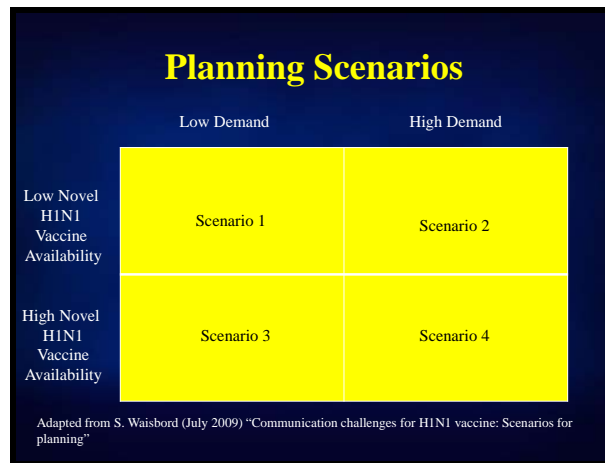 Planning Scenarios
Low Demand High Demand
Low Novel
H1N1
Vaccine
Availability
Scenario 1 Scenario 2
High Novel
H1N1
Vaccine
Availability
Scenario 3 Scenario 4
Adapted from S. Waisbord (July 2009) “Communication challenges for H1N1 vaccine: Scenarios for
planning”